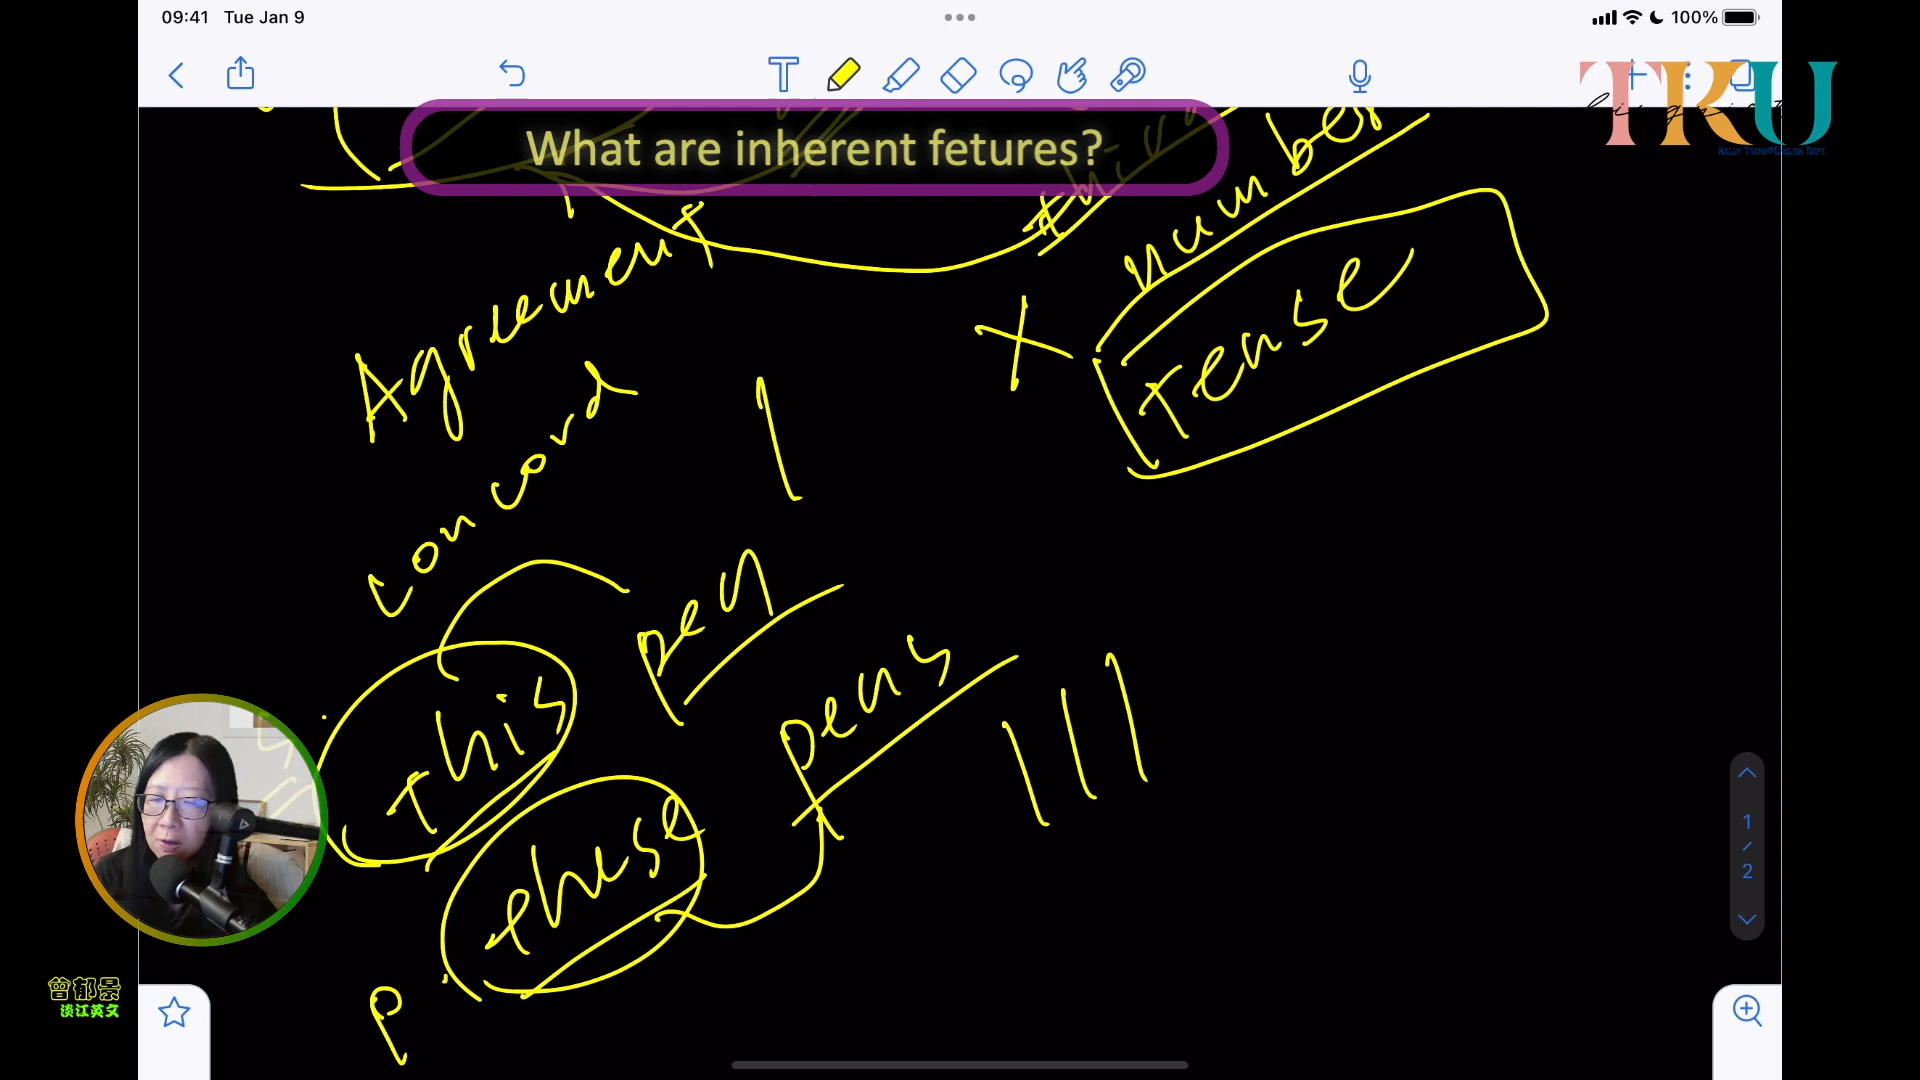 09:41 Tue Jan 9
100%
TKU
linguist
What are inherent fetures?
number
Agreement
X Tense
concord
pen
this
pens
these
p
1
/
2
曾郁景
淡江英文